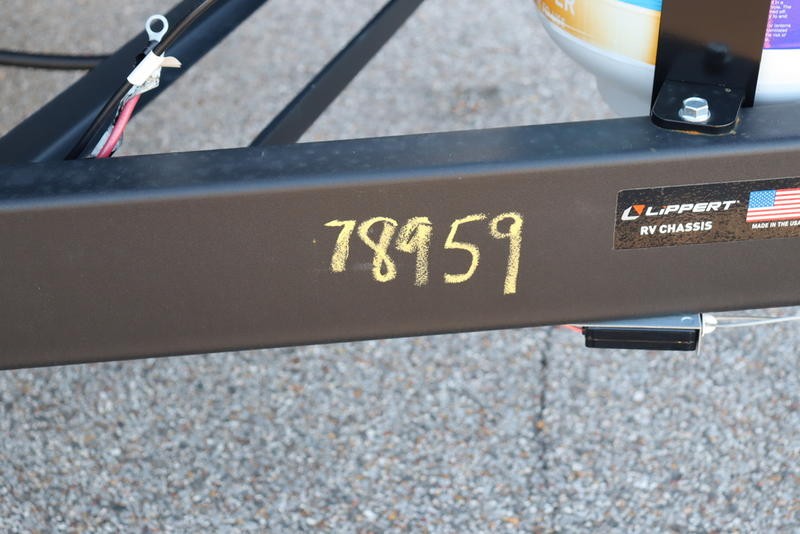 78959
LiPPERT
RV CHASSIS
MADE IN THE USA